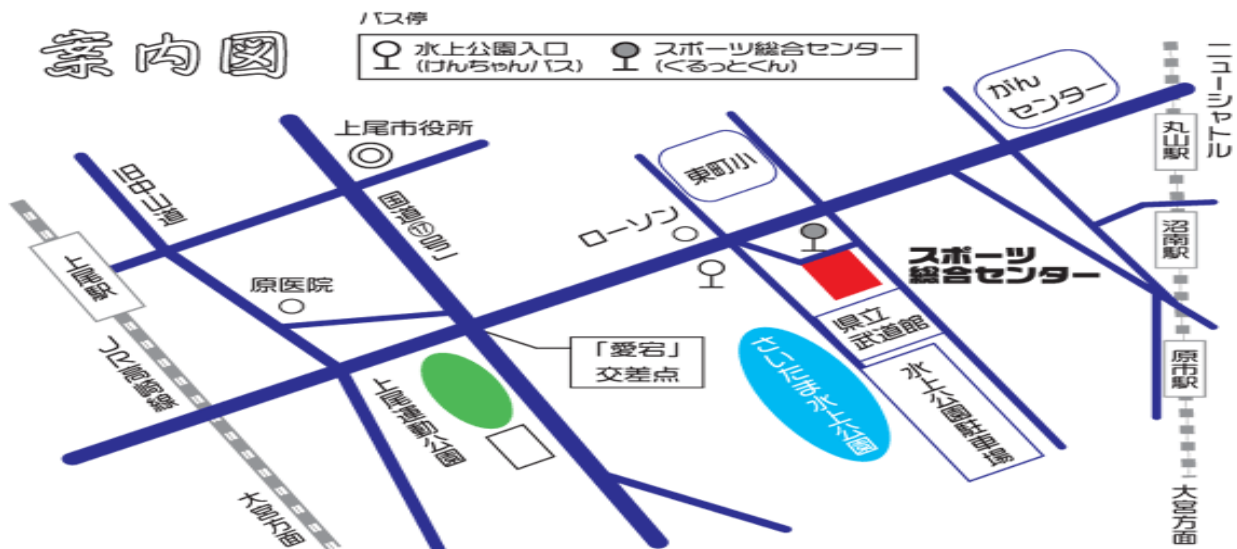 案内図
バス停
水上公園入口
(けんちゃんバス)
スポーツ総合センター
(ぐるっとくん)
ニューシャトル
がん
センター
丸山駅
上尾市役所
東町小
旧中山道
国道⑰号
ローソン
沼南駅
上尾駅
スポーツ
総合センター
原医院
県立
武道館
「愛宕」
交差点
さいたま水上公園
原市駅
JR高崎線
上尾運動公園
水上公園駐車場
大宮方面
大宮方面